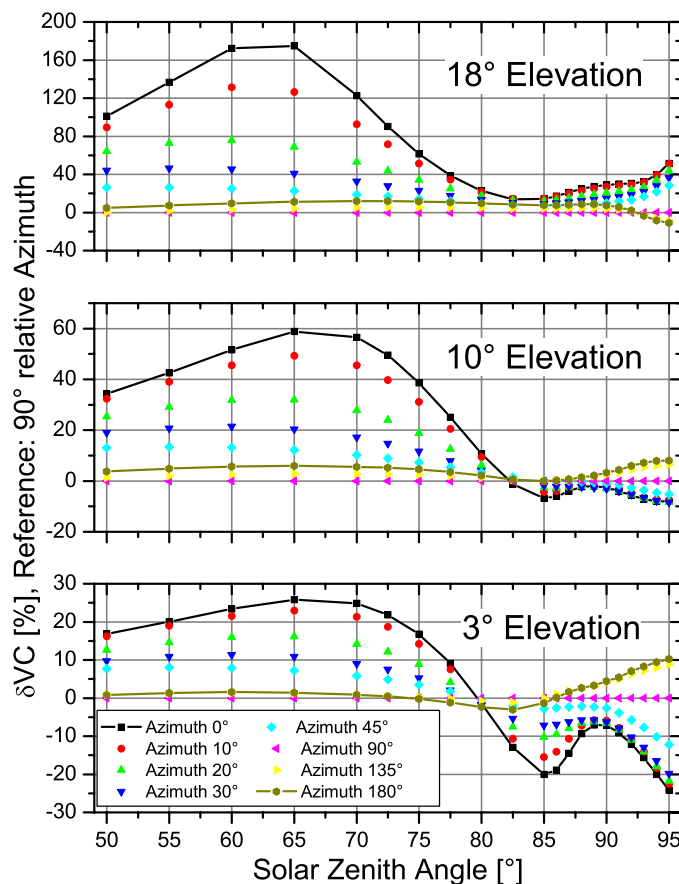 200
160
120
80
40
0
-40
18° Elevation
60
40
20
0
-20
10° Elevation
30
20
10
0
-10
-20
-30
3° Elevation
Azimuth 0°
Azimuth 45°
Azimuth 10°
Azimuth 90°
Azimuth 20°
Azimuth 135°
Azimuth 30°
Azimuth 180°
50 55 60 65 70 75 80 85 90 95
Solar Zenith Angle [°]
δVC [%], Reference: 90° relative Azimuth